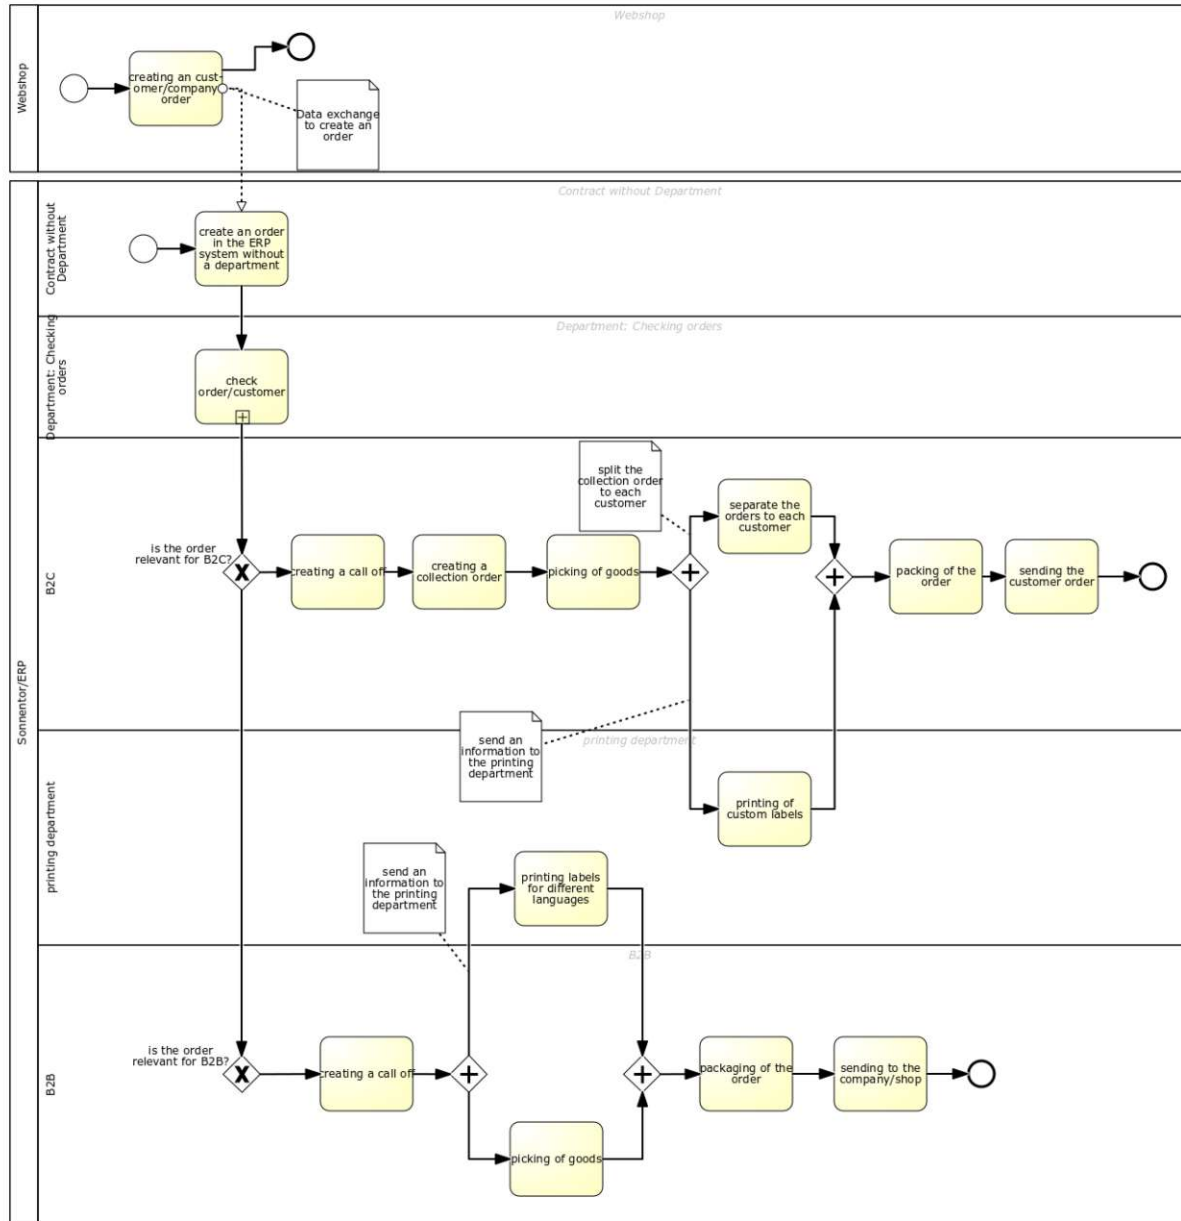 Webshop
Webshop
creating an cust-
omer/company
order
Data exchange
to create an
order
Sonnentor/ERP
Contract without
Department
Contract without Department
create an order
in the ERP
system without
a department
Department: Checking
orders
Department: Checking orders
check
order/customer
B2C
is the order
relevant for B2C?
creating a call off
creating a
collection order
picking of goods
split the
collection order
to each
customer
separate the
orders to each
customer
packing of the
order
sending the
customer order
printing department
printing department
send an
information to
the printing
department
printing of
custom labels
send an
information to
the printing
department
printing labels
for different
languages
B2B
B2B
is the order
relevant for B2B?
creating a call off
picking of goods
packaging of the
order
sending to the
company/shop